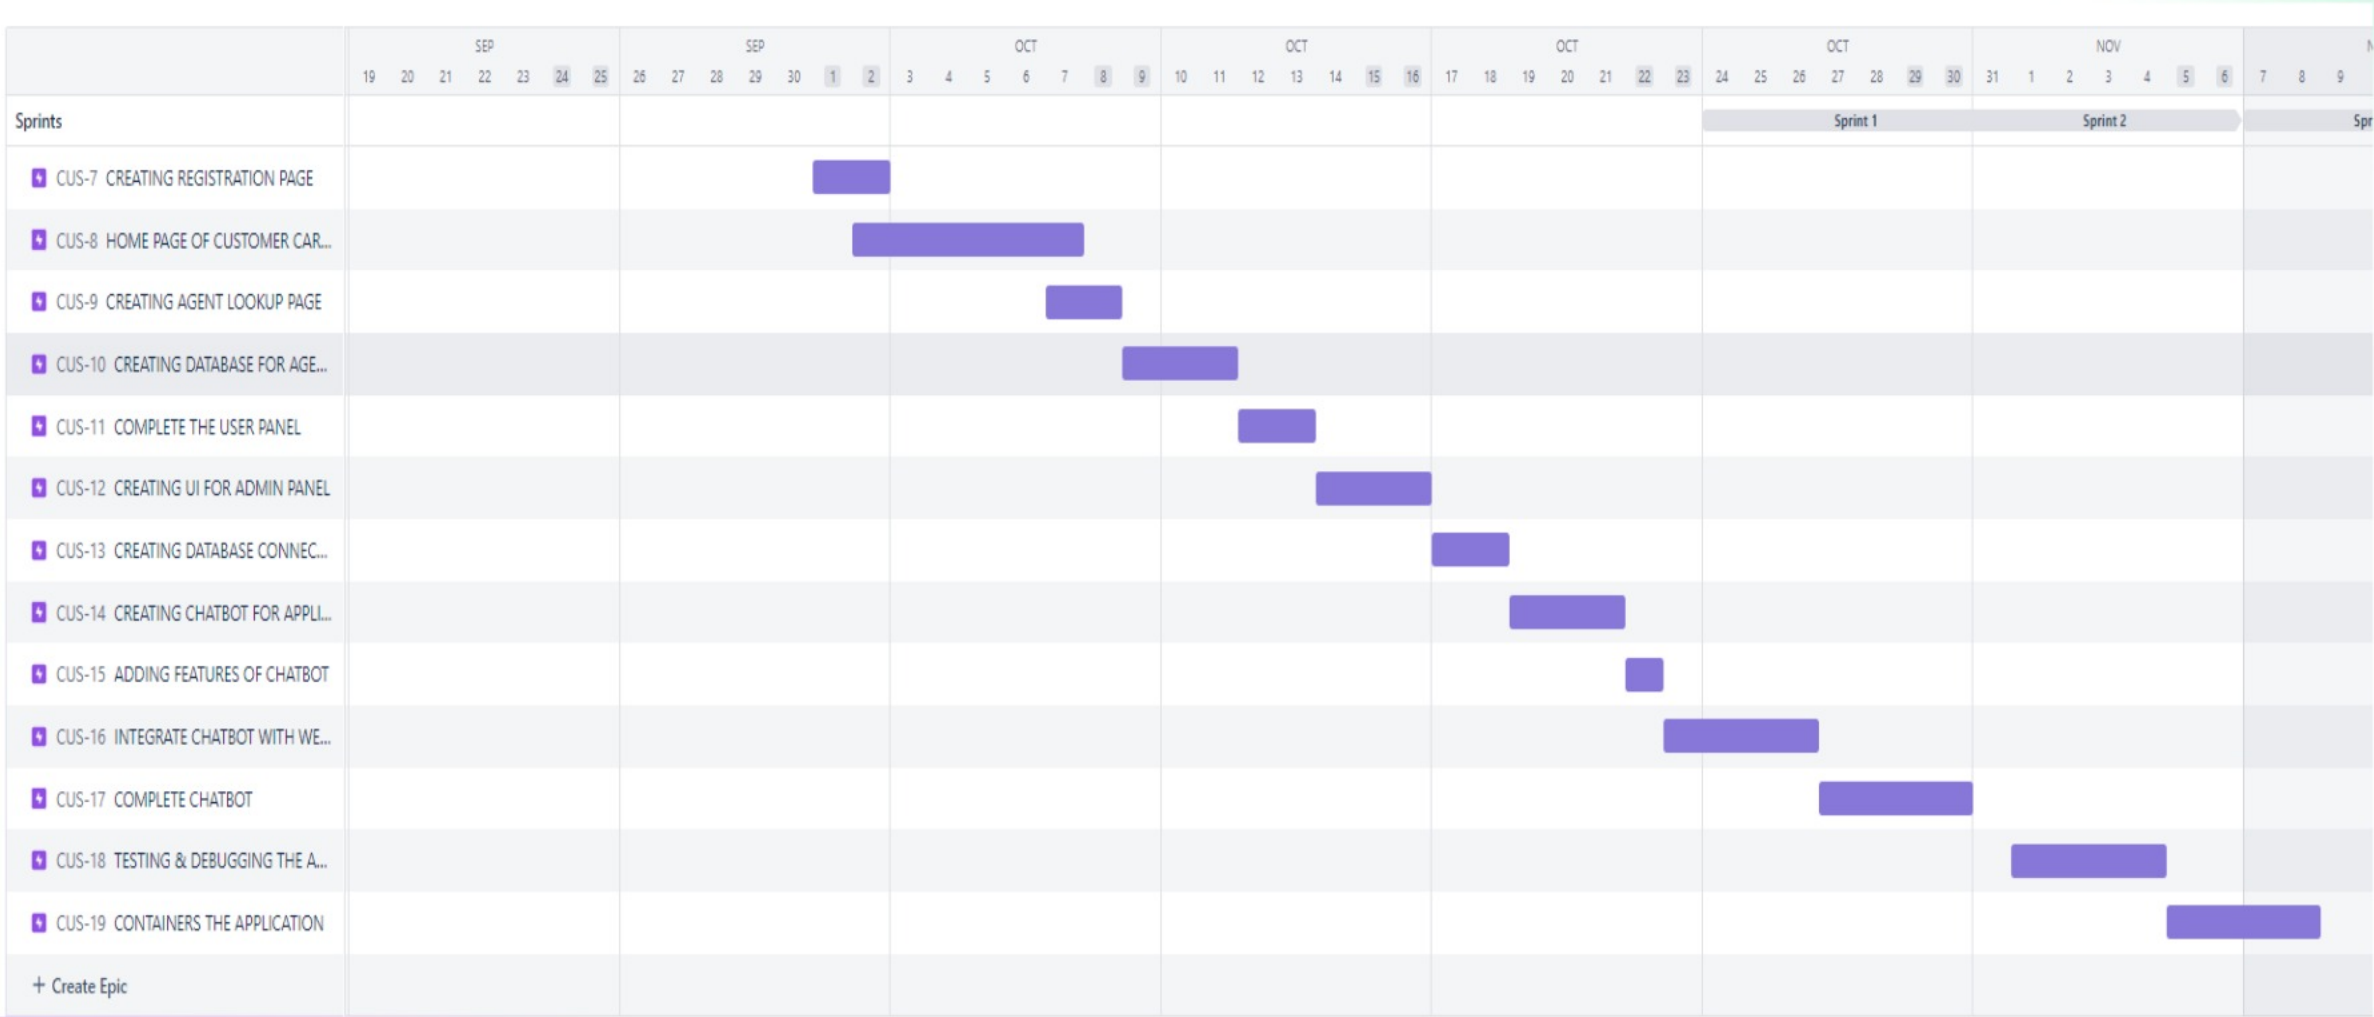 SEP SEP OCT OCT OCT OCT NOV N
19 20 21 22 23 24 25 26 27 28 29 30 1 2 3 4 5 6 7 8 9 10 11 12 13 14 15 16 17 18 19 20 21 22 23 24 25 26 27 28 29 30 31 1 2 3 4 5 6 7 8 9
Sprints Sprint 1 Sprint 2 Spr
CUS-7 CREATING REGISTRATION PAGE
CUS-8 HOME PAGE OF CUSTOMER CAR...
CUS-9 CREATING AGENT LOOKUP PAGE
CUS-10 CREATING DATABASE FOR AGE...
CUS-11 COMPLETE THE USER PANEL
CUS-12 CREATING UI FOR ADMIN PANEL
CUS-13 CREATING DATABASE CONNEC...
CUS-14 CREATING CHATBOT FOR APPLI...
CUS-15 ADDING FEATURES OF CHATBOT
CUS-16 INTEGRATE CHATBOT WITH WE...
CUS-17 COMPLETE CHATBOT
CUS-18 TESTING & DEBUGGING THE A...
CUS-19 CONTAINERS THE APPLICATION
+ Create Epic